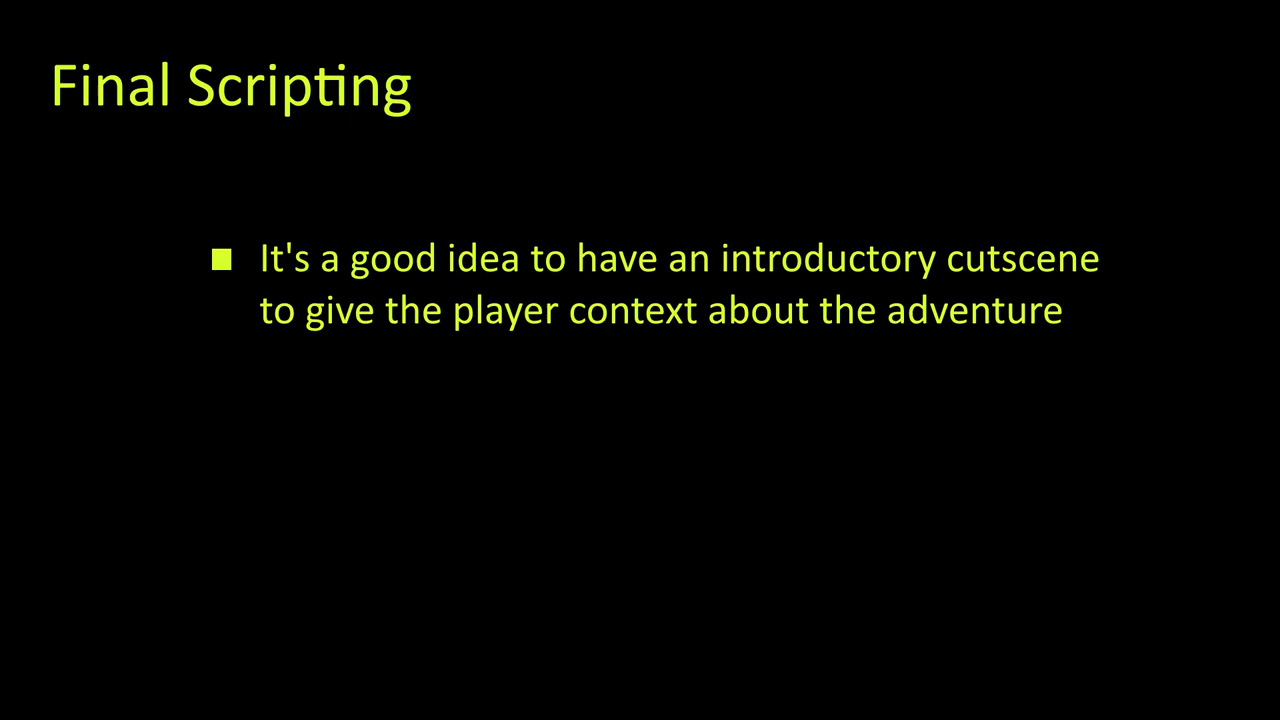 Final Scripting
It's a good idea to have an introductory cutscene
to give the player context about the adventure